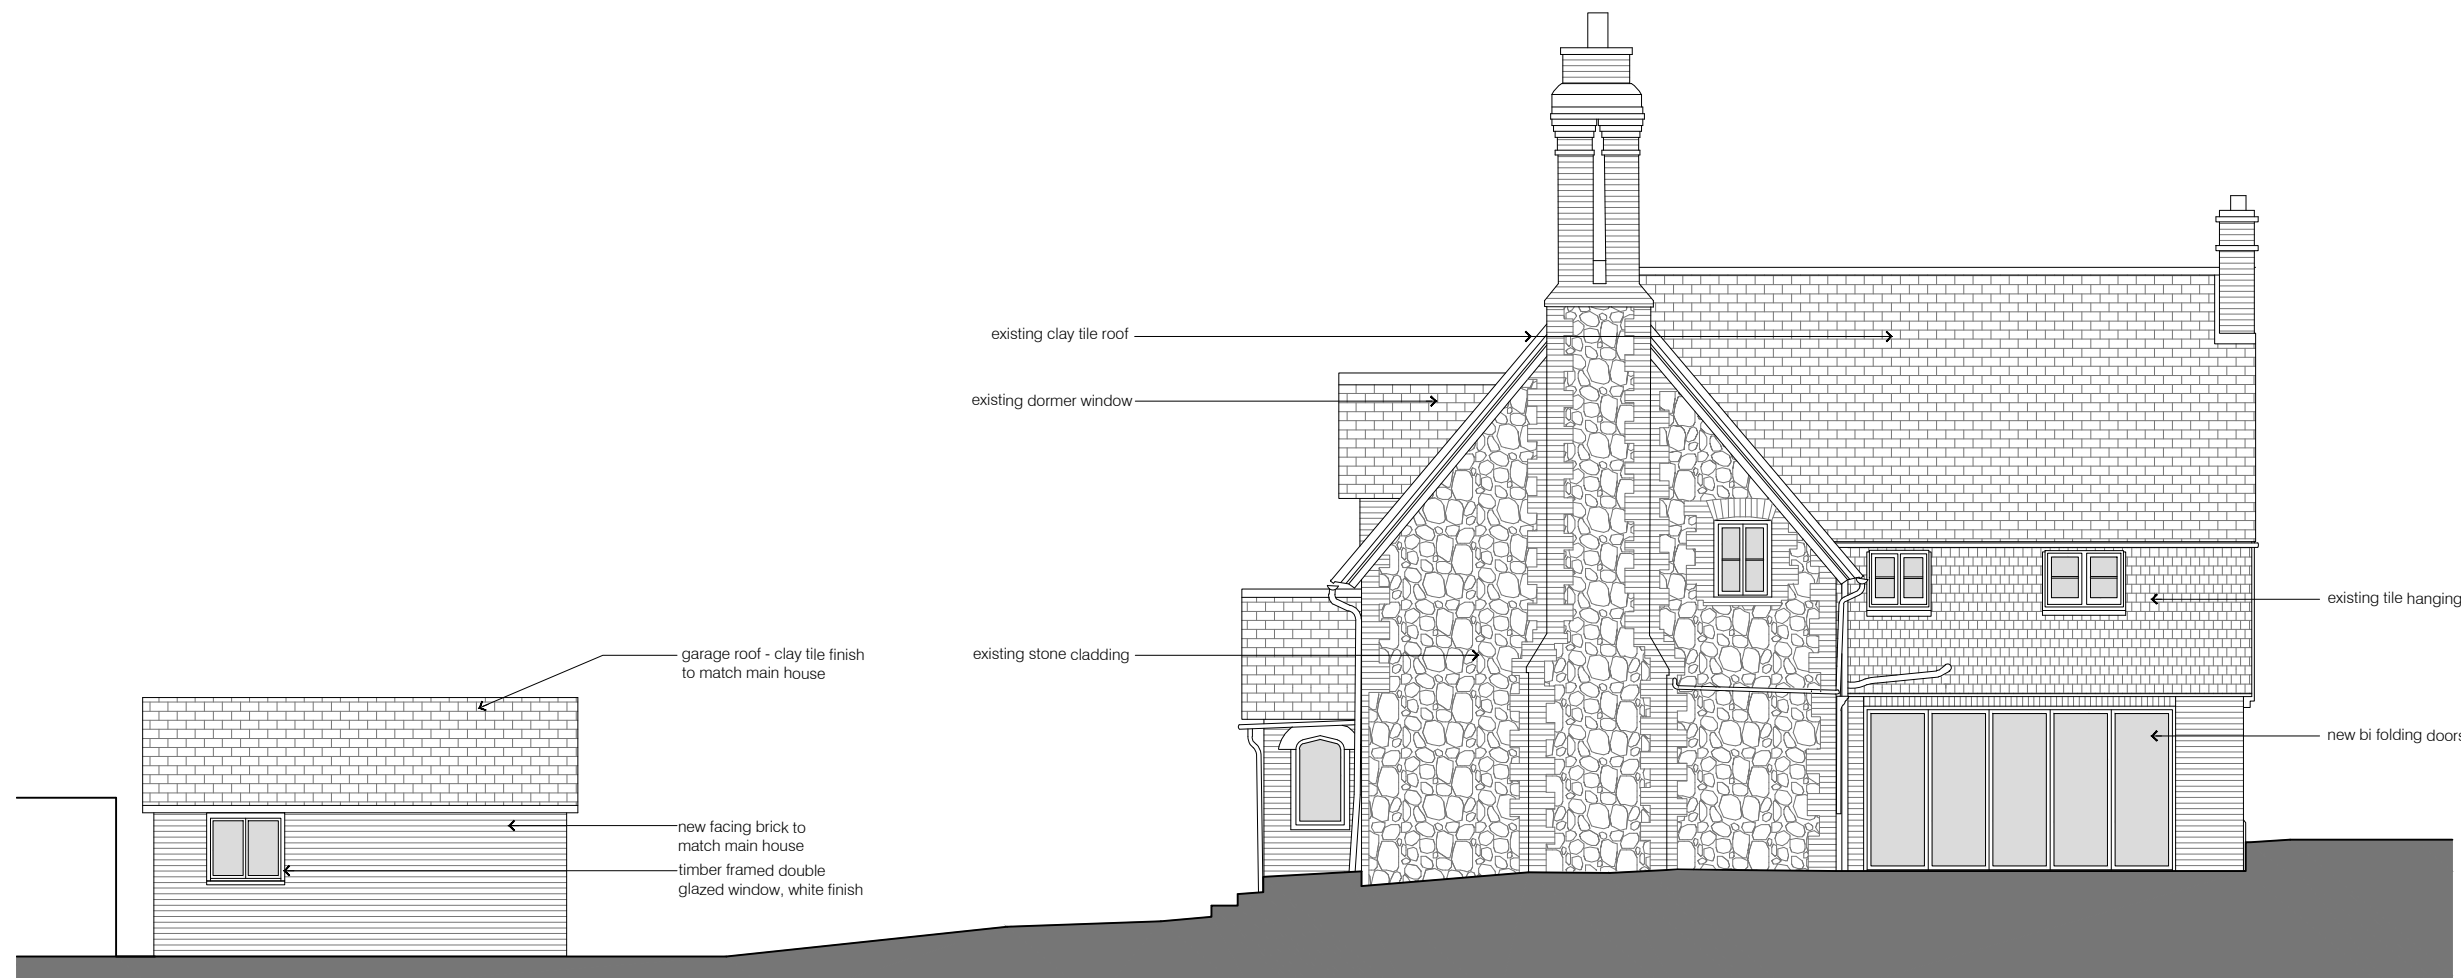 existing clay tile roof
existing dormer window
existing tile hanging
garage roof - clay tile finish
to match main house
existing stone cladding
new bi folding doors
new facing brick to
match main house
timber framed double
glazed window, white finish